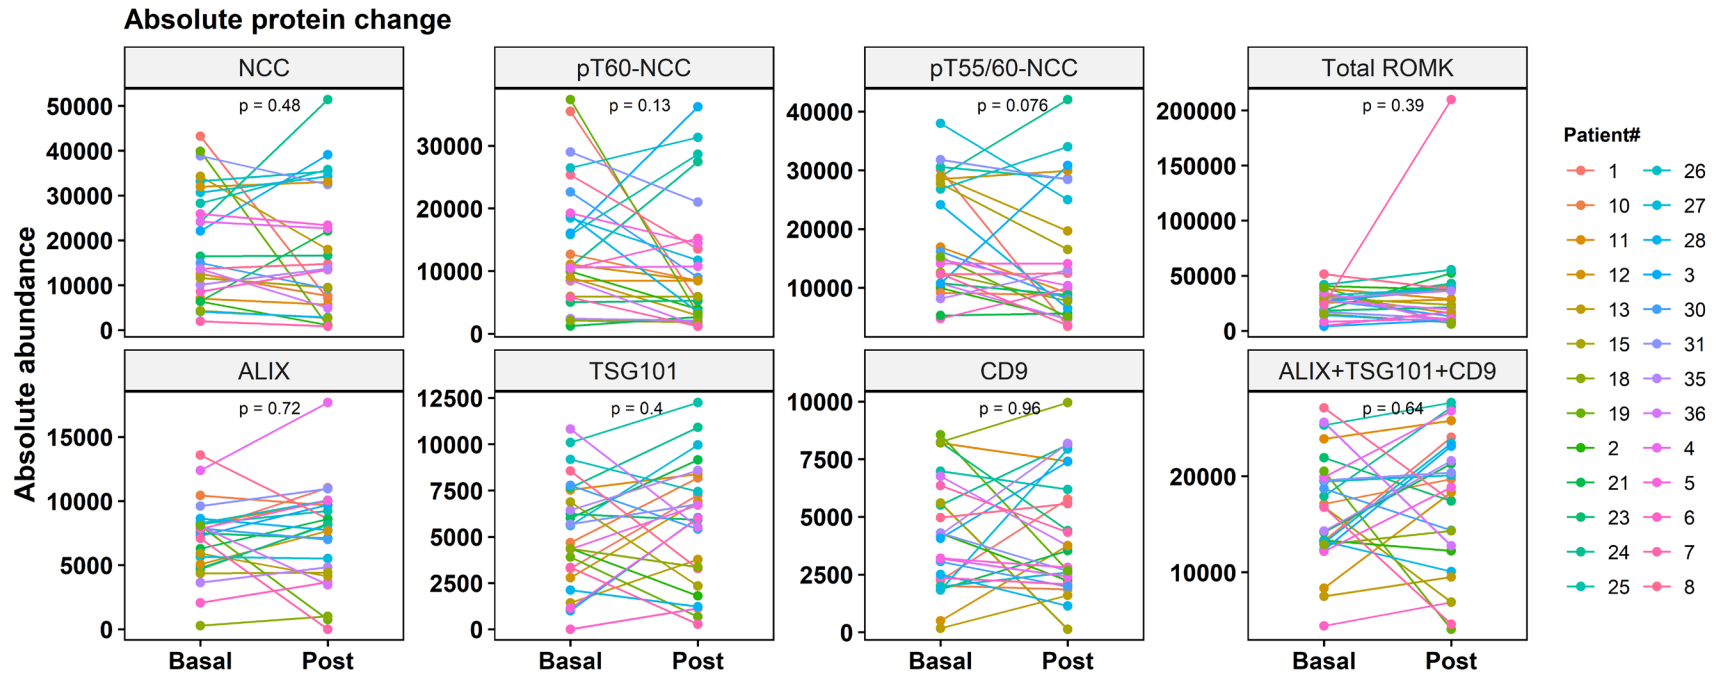 Absolute protein change
Absolute abundance
NCC
p = 0.48
50000
40000
30000
20000
10000
0
pT60-NCC
p = 0.13
30000
20000
10000
0
pT55/60-NCC
p = 0.076
40000
30000
20000
10000
Total ROMK
p = 0.39
200000
150000
100000
50000
0
ALIX
p = 0.72
15000
10000
5000
0
Basal Post
TSG101
p = 0.4
12500
10000
7500
5000
2500
0
Basal Post
CD9
p = 0.96
10000
7500
5000
2500
0
Basal Post
ALIX+TSG101+CD9
p = 0.64
20000
10000
Basal Post
Patient#
1 26
10 27
11 28
12 3
13 30
15 31
18 35
19 36
2 4
21 5
23 6
24 7
25 8